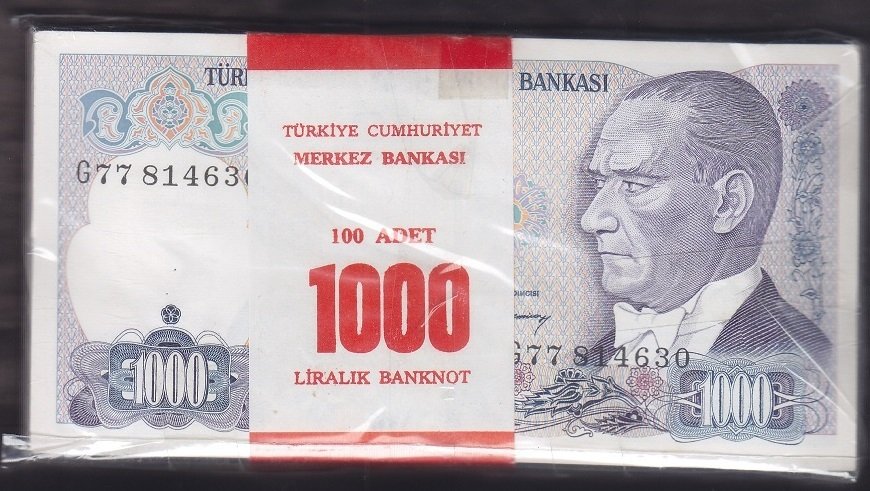 TÜR
BANKASI
G77 814630
TÜRKİYE CUMHURİYET
MERKEZ BANKASI
100 ADET
1000
LİRALIK BANKNOT
G77 814630
1000
1000